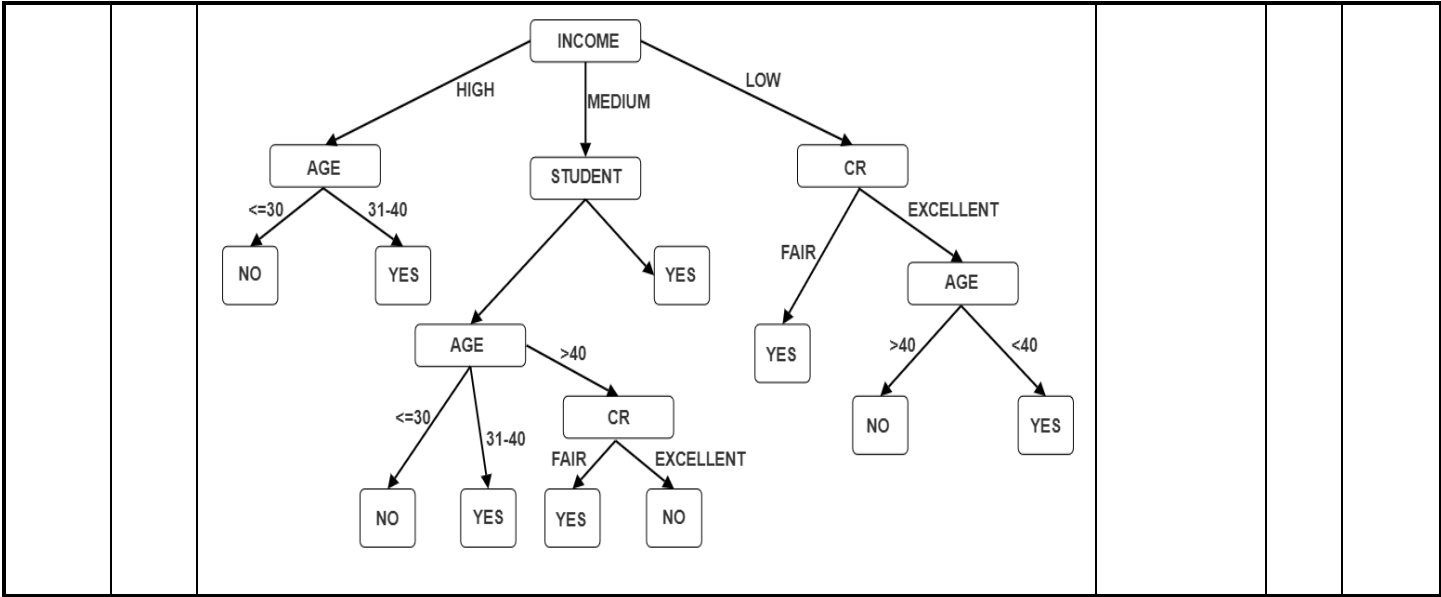 INCOME
HIGH
MEDIUM
LOW
AGE
STUDENT
CR
<=30
31-40
EXCELLENT
FAIR
NO
YES
YES
AGE
AGE
>40
YES
>40
<40
<=30
31-40
CR
NO
YES
FAIR
EXCELLENT
NO
YES
YES
NO